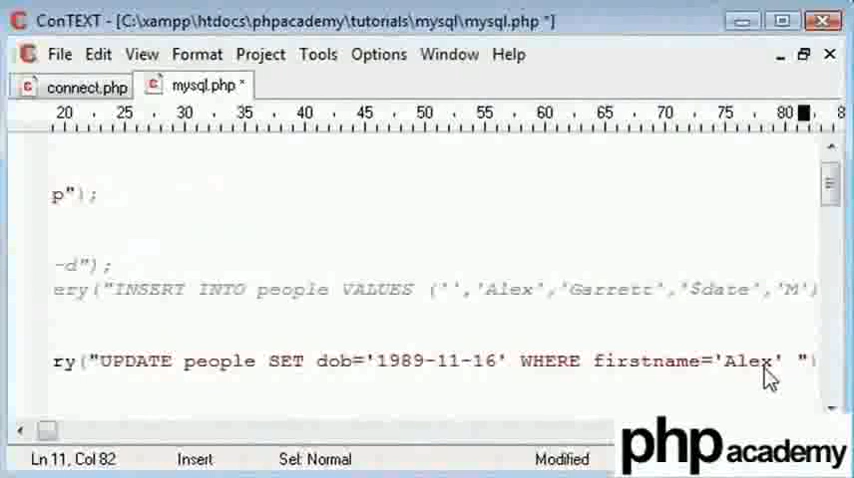 ConTEXT - [C:\xampp\htdocs\phpacademy\tutorials\mysql\mysql.php *]
File Edit View Format Project Tools Options Window Help
connect.php mysql.php *
20 25 30 35 40 45 50 55 60 65 70 75 80 8
p");
-d");
ery("INSERT INTO people VALUES ('','Alex','Garrett','$date','M')
ry("UPDATE people SET dob='1989-11-16' WHERE firstname='Alex' ")
Ln 11, Col 82 Insert Sel: Normal Modified
php academy